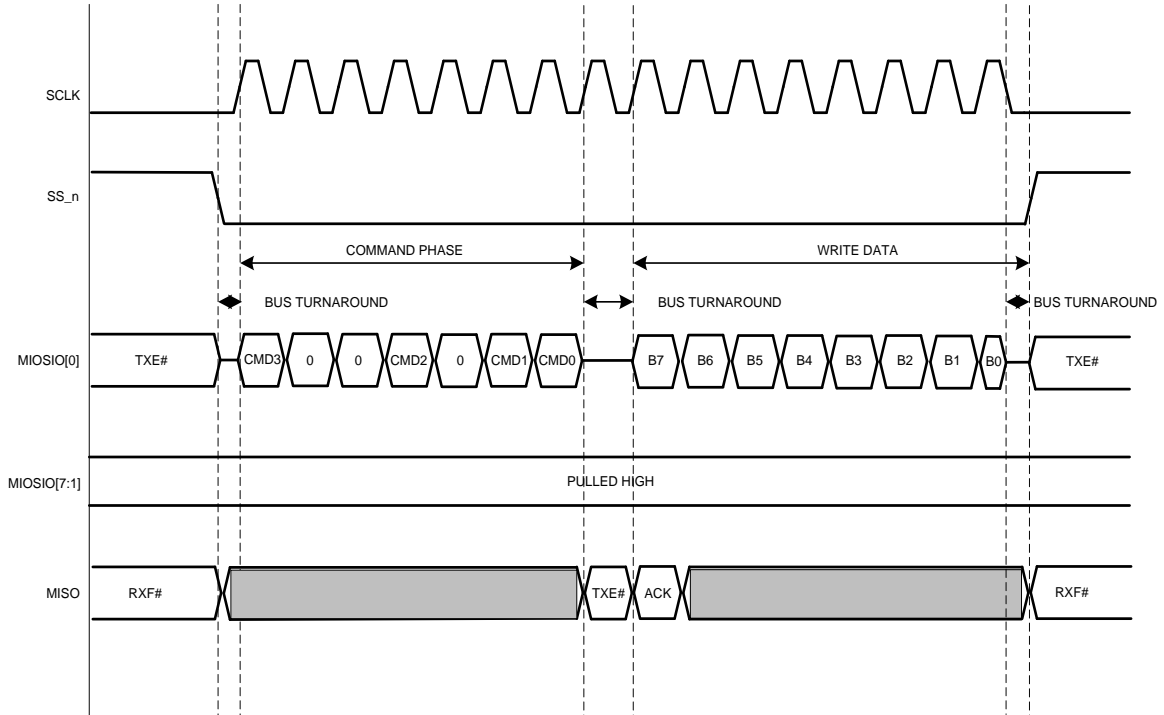 SCLK
SS_n
COMMAND PHASE WRITE DATA
BUS TURNAROUND BUS TURNAROUND BUS TURNAROUND
MIOSIO[0] TXE# CMD3 0 0 CMD2 0 CMD1 CMD0 B7 B6 B5 B4 B3 B2 B1 B0 TXE#
MIOSIO[7:1] PULLED HIGH
MISO RXF# TXE# ACK RXF#